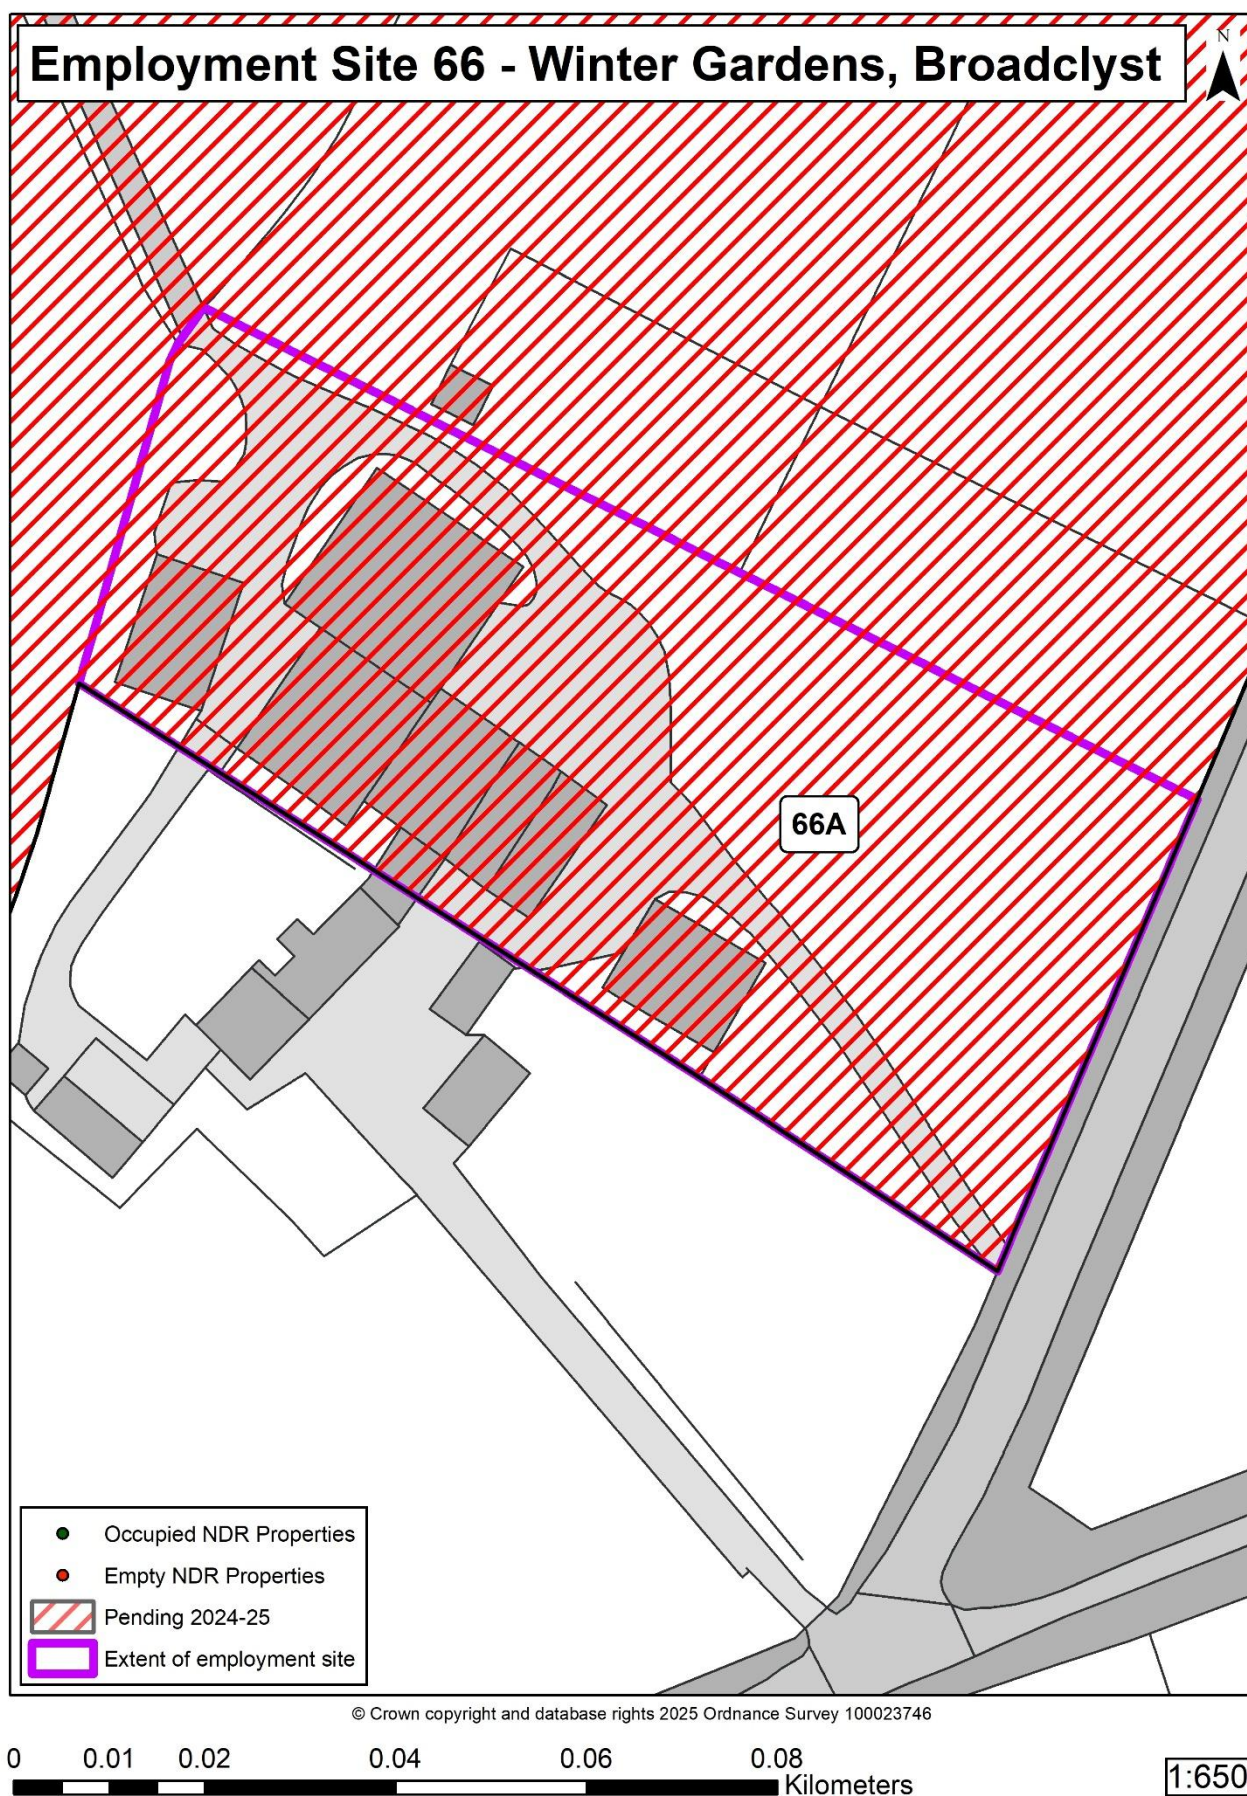 Employment Site 66 - Winter Gardens, Broadclyst
N
66A
Occupied NDR Properties
Empty NDR Properties
Pending 2024-25
Extent of employment site
© Crown copyright and database rights 2025 Ordnance Survey 100023746
0 0.01 0.02 0.04 0.06 0.08
Kilometers
1:650